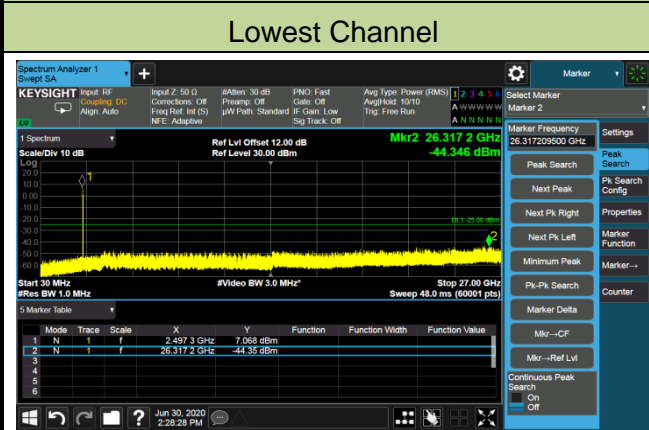 Lowest Channel
Spectrum Analyzer 1
Swept SA
+
Marker
KEYSIGHT
Input: RF
Coupling: DC
Align: Auto
Input Z: 50 Ω
Corrections: Off
Freq Ref: Int (S)
NFE: Adaptive
#Atten: 30 dB
Preamp: Off
µW Path: Standard
PNO: Fast
Gate: Off
IF Gain: Low
Sig Track: Off
Avg Type: Power (RMS)
Avg|Hold: 10/10
Trig: Free Run
1 2 3 4 5 6
A W W W W W
A N N N N N
Select Marker
Marker 2
1 Spectrum
Scale/Div 10 dB
Ref Lvl Offset 12.00 dB
Ref Level 30.00 dBm
Mkr2 26.317 2 GHz
-44.346 dBm
Log
20.0
10.0
0.00
-10.0
-20.0
-30.0
-40.0
-50.0
-60.0
1
DL1 -25.00 dBm
2
Start 30 MHz
#Video BW 3.0 MHz*
Stop 27.00 GHz
#Res BW 1.0 MHz
Sweep 48.0 ms (60001 pts)
5 Marker Table
Mode Trace Scale X Y Function Function Width Function Value
1 N 1 f 2.497 3 GHz 7.068 dBm
2 N 1 f 26.317 2 GHz -44.35 dBm
3
4
5
6
Marker Frequency
26.317209500 GHz
Peak Search
Next Peak
Next Pk Right
Next Pk Left
Minimum Peak
Pk-Pk Search
Marker Delta
Mkr→CF
Mkr→Ref Lvl
Continuous Peak
Search
On
Off
Settings
Peak
Search
Pk Search
Config
Properties
Marker
Function
Marker→
Counter
?
Jun 30, 2020
2:28:28 PM